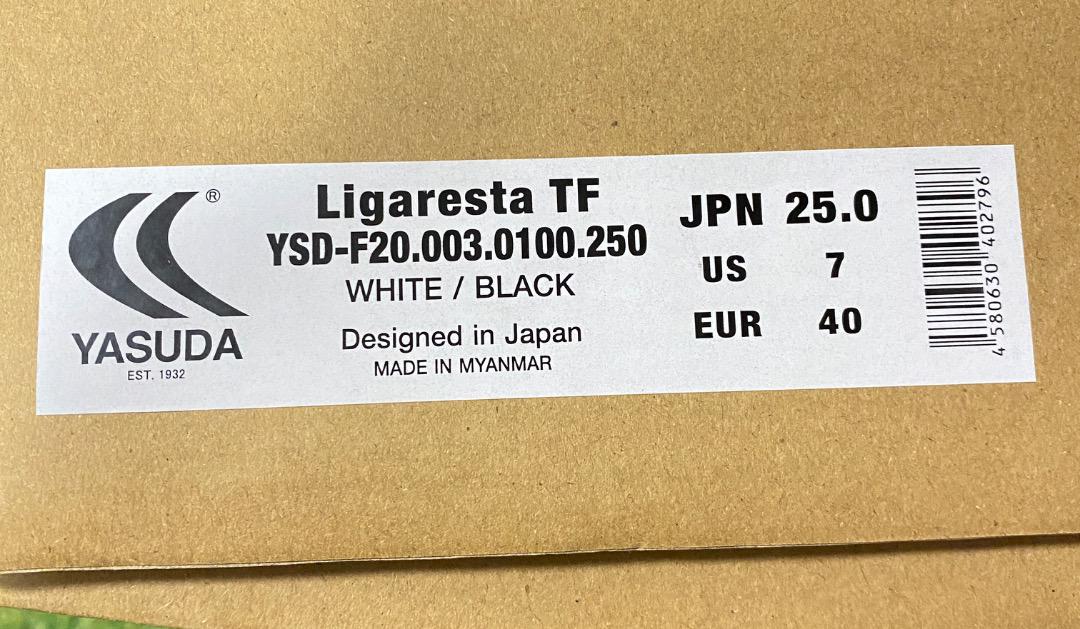 ®
YASUDA
EST. 1932
Ligaresta TF
YSD-F20.003.0100.250
WHITE / BLACK
Designed in Japan
MADE IN MYANMAR
JPN 25.0
US 7
EUR 40
4 580630 402796